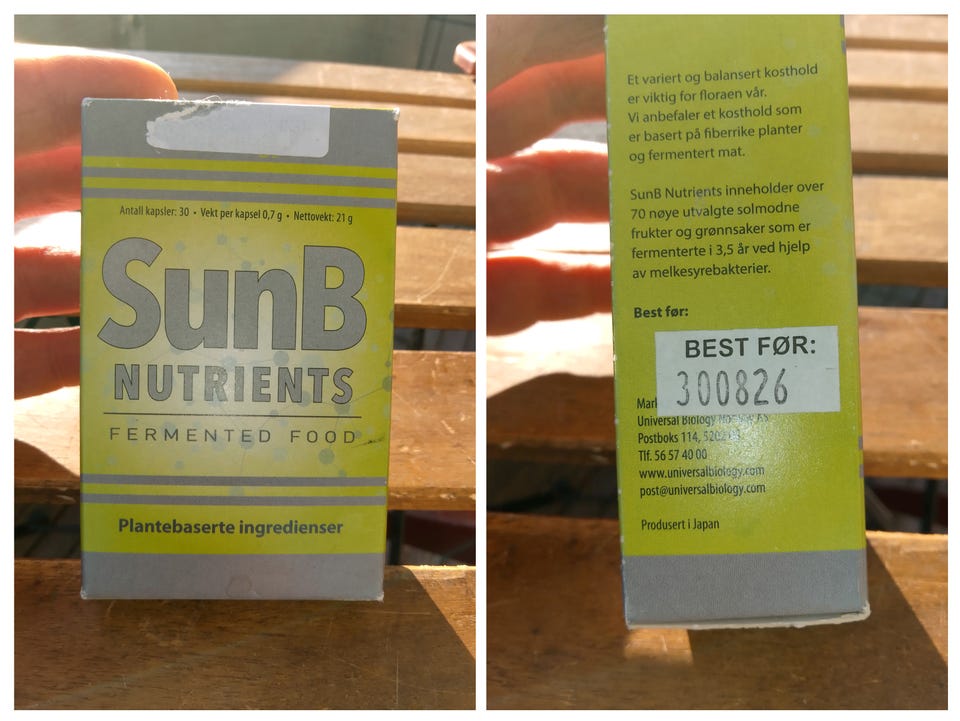 Antall kapsler: 30 • Vekt per kapsel 0,7 g • Nettovekt: 21 g
SunB
NUTRIENTS
FERMENTED FOOD
Plantebaserte ingredienser
Et variert og balansert kosthold
er viktig for floraen vår.
Vi anbefaler et kosthold som
er basert på fiberrike planter
og fermentert mat.
SunB Nutrients inneholder over
70 nøye utvalgte solmodne
frukter og grønnsaker som er
fermenterte i 3,5 år ved hjelp
av melkesyrebakterier.
Best før:
BEST FØR:
300826
Universal Biology AS
Postboks 114,
Tlf. 56 57 40 00
www.universalbiology.com
post@universalbiology.com
Produsert i Japan